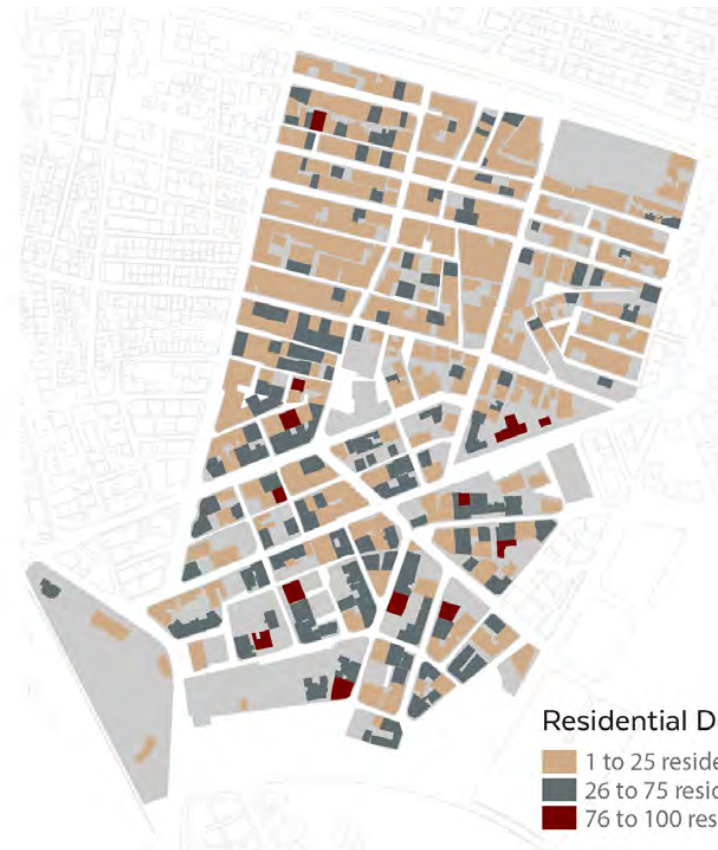 Residential D
1 to 25 reside
26 to 75 resid
76 to 100 res